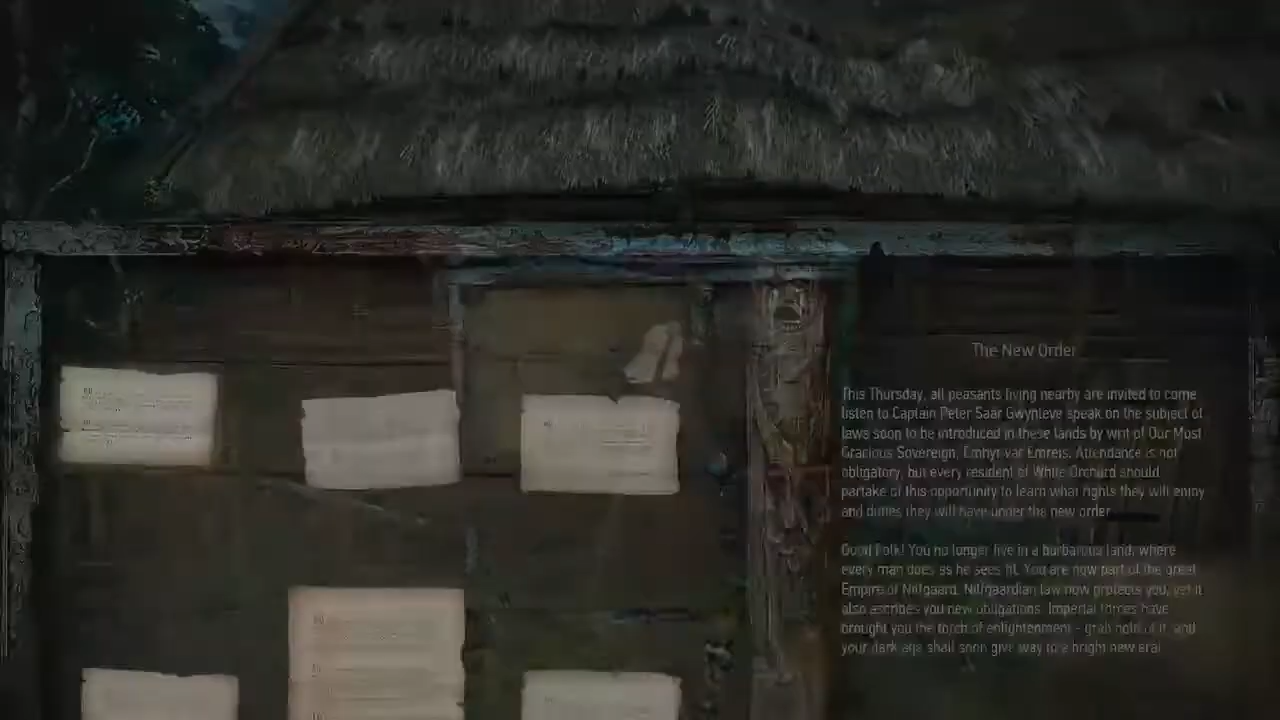 The New Order
This Thursday, all peasants living nearby are invited to come
listen to Captain Peter Saar Gwynleve speak on the subject of
laws soon to be introduced in these lands by writ of Our Most
Gracious Sovereign, Emhyr var Emreis. Attendance is not
obligatory, but every resident of White Orchard should
partake of this opportunity to learn what rights they will enjoy
and duties they will have under the new order.
Good Folk! You no longer live in a barbarous land, where
every man does as he sees fit. You are now part of the great
Empire of Nilfgaard. Nilfgaardian law now protects you, yet it
also ascribes you new obligations. Imperial forces have
brought you the torch of enlightenment - grab hold of it, and
your dark age shall soon give way to a bright new era!